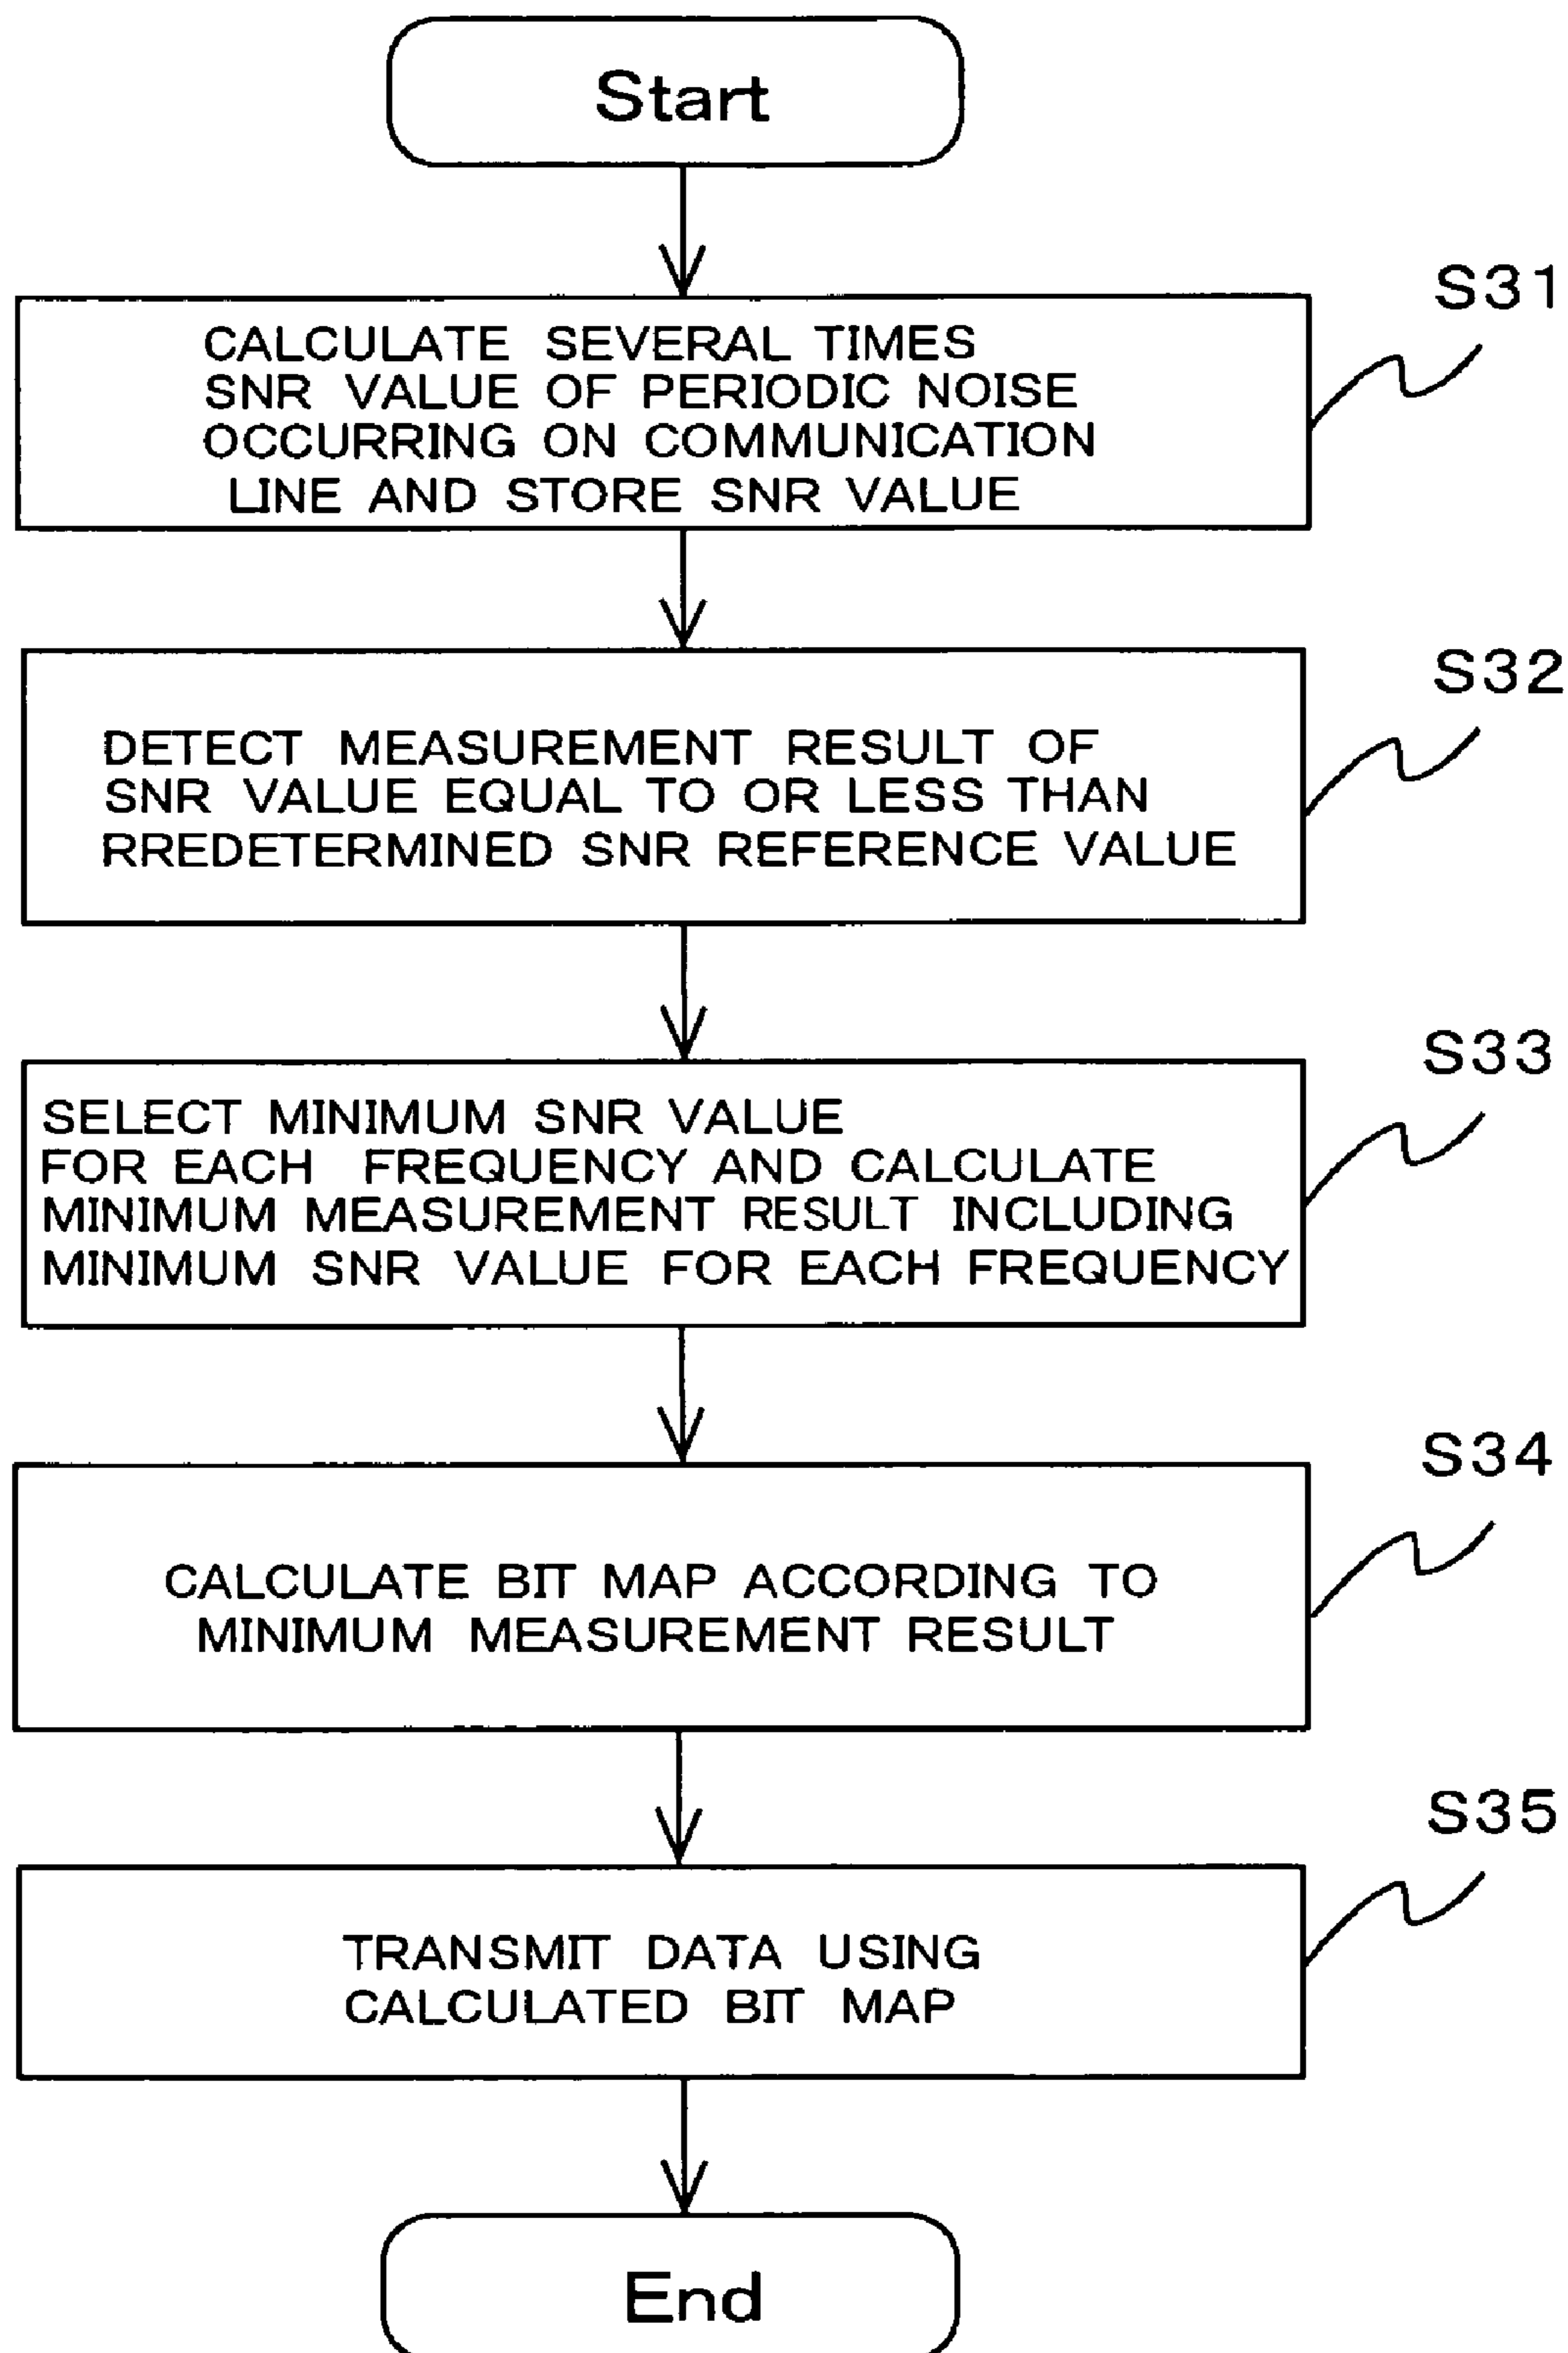 Start
S31
CALCULATE SEVERAL TIMES
SNR VALUE OF PERIODIC NOISE
OCCURRING ON COMMUNICATION
LINE AND STORE SNR VALUE
S32
DETECT MEASUREMENT RESULT OF
SNR VALUE EQUAL TO OR LESS THAN
RREDETERMINED SNR REFERENCE VALUE
S33
SELECT MINIMUM SNR VALUE
FOR EACH FREQUENCY AND CALCULATE
MINIMUM MEASUREMENT RESULT INCLUDING
MINIMUM SNR VALUE FOR EACH FREQUENCY
S34
CALCULATE BIT MAP ACCORDING TO
MINIMUM MEASUREMENT RESULT
S35
TRANSMIT DATA USING
CALCULATED BIT MAP
End